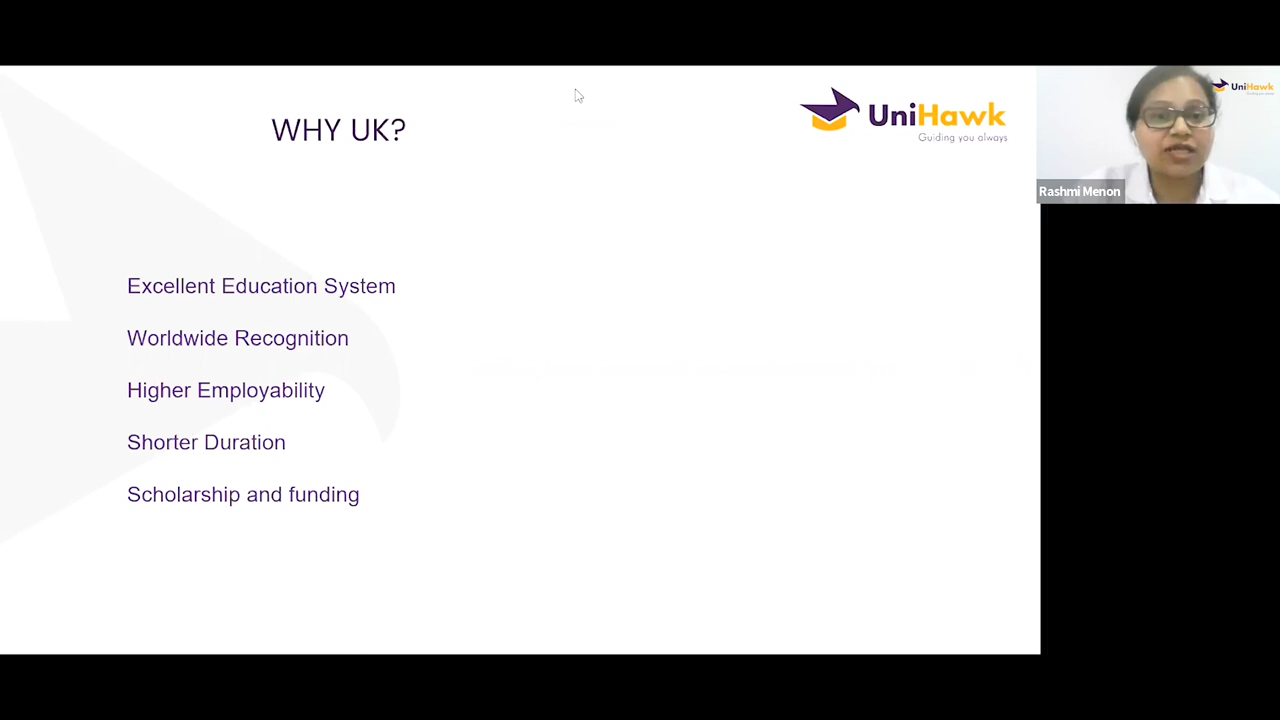 WHY UK?
UniHawk
Guiding you always
UniHawk
Rashmi Menon
Excellent Education System
Worldwide Recognition
Higher Employability
Shorter Duration
Scholarship and funding